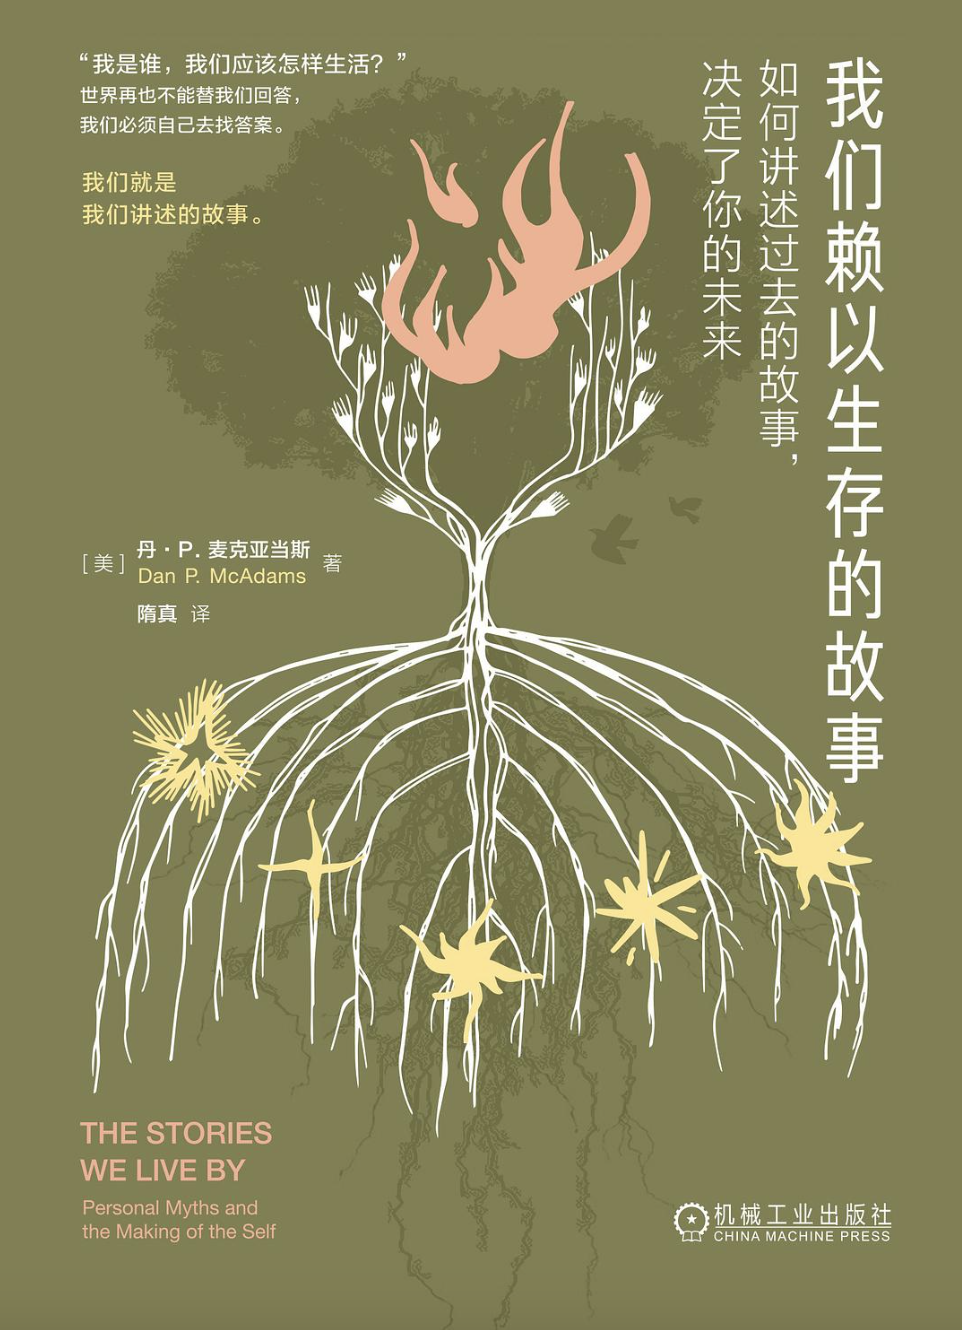 “我是谁，我们应该怎样生活？”
世界再也不能替我们回答，
我们必须自己去找答案。
我们就是
我们讲述的故事。
我们赖以生存的故事
如何讲述过去的故事，
决定了你的未来
[美] 丹·P. 麦克亚当斯 著
Dan P. McAdams
隋真 译
THE STORIES
WE LIVE BY
Personal Myths and
the Making of the Self
机械工业出版社
CHINA MACHINE PRESS